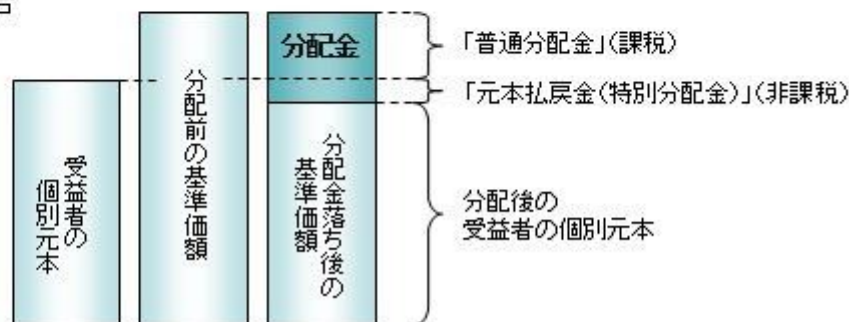 受益者の
個別元本
分配前の基準価額
分配金
分配金落ち後の
基準価額
「普通分配金」(課税)
「元本払戻金(特別分配金)」(非課税)
分配後の
受益者の個別元本